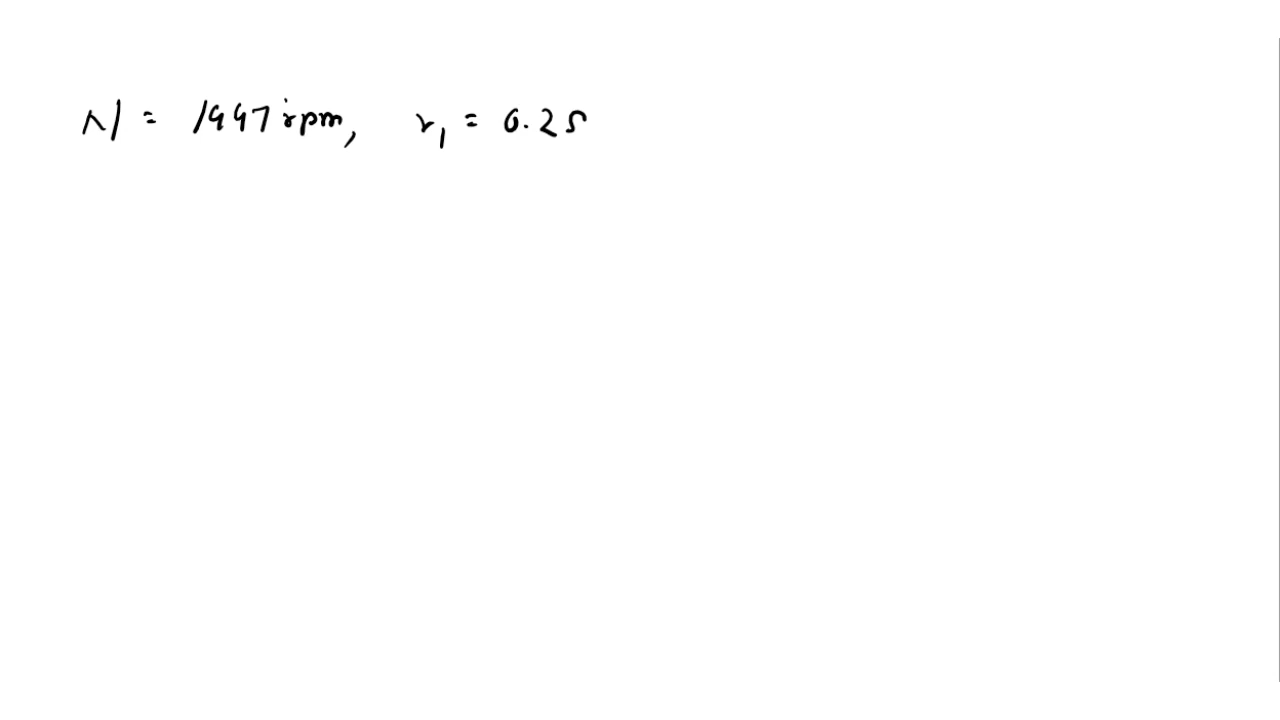 N = 1447 rpm, r₁ = 0.25